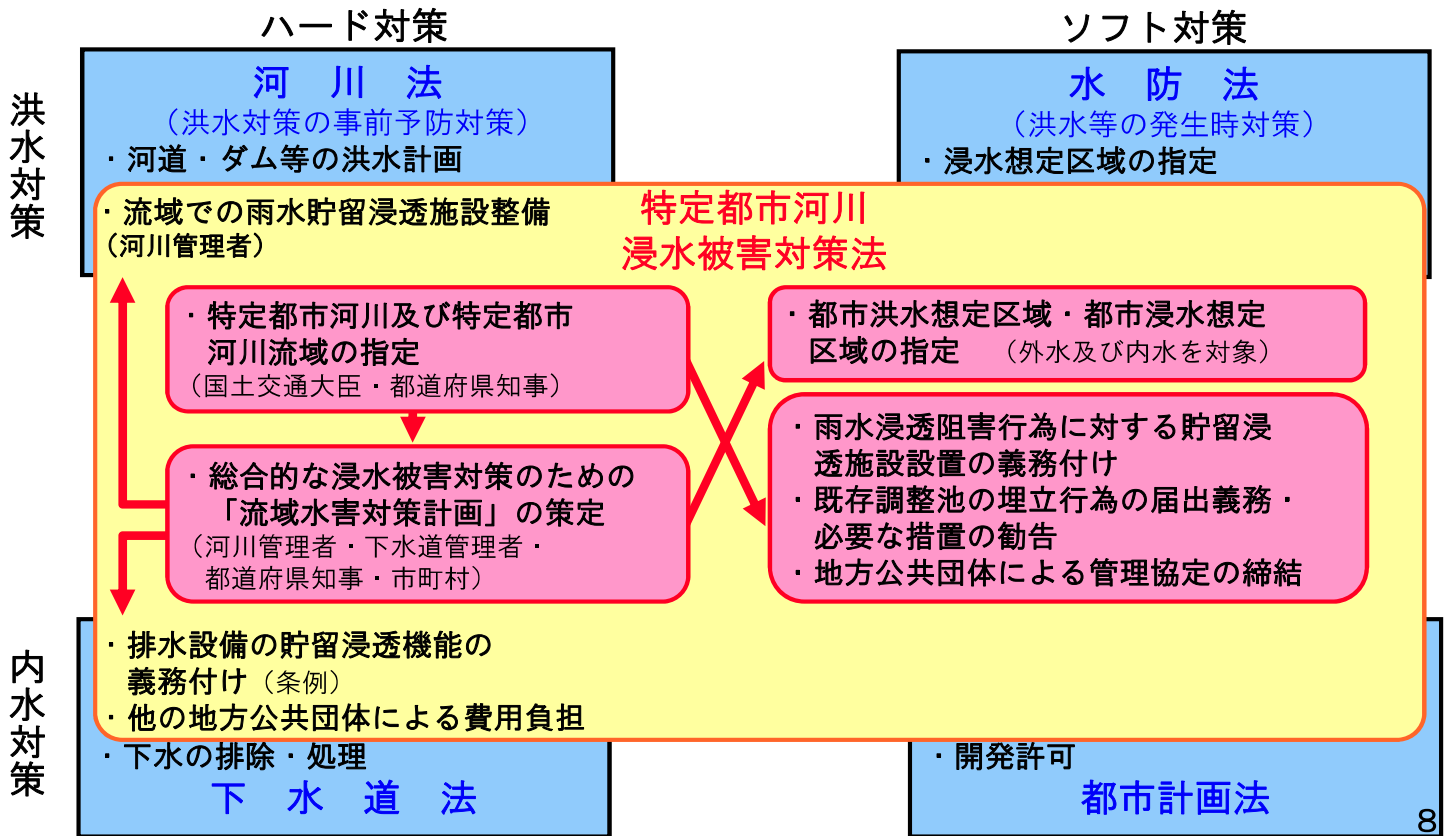 ハード対策
ソフト対策
洪水対策
河川法
（洪水対策の事前予防対策）
・河道・ダム等の洪水計画
水防法
（洪水等の発生時対策）
・浸水想定区域の指定
・流域での雨水貯留浸透施設整備
（河川管理者）
特定都市河川
浸水被害対策法
・特定都市河川及び特定都市
河川流域の指定
（国土交通大臣・都道府県知事）
・都市洪水想定区域・都市浸水想定
区域の指定　（外水及び内水を対象）
・総合的な浸水被害対策のための
「流域水害対策計画」の策定
（河川管理者・下水道管理者・
都道府県知事・市町村）
・雨水浸透阻害行為に対する貯留浸
透施設設置の義務付け
・既存調整池の埋立行為の届出義務・
必要な措置の勧告
・地方公共団体による管理協定の締結
内水対策
・排水設備の貯留浸透機能の
義務付け（条例）
・他の地方公共団体による費用負担
・下水の排除・処理
下水道法
・開発許可
都市計画法
8